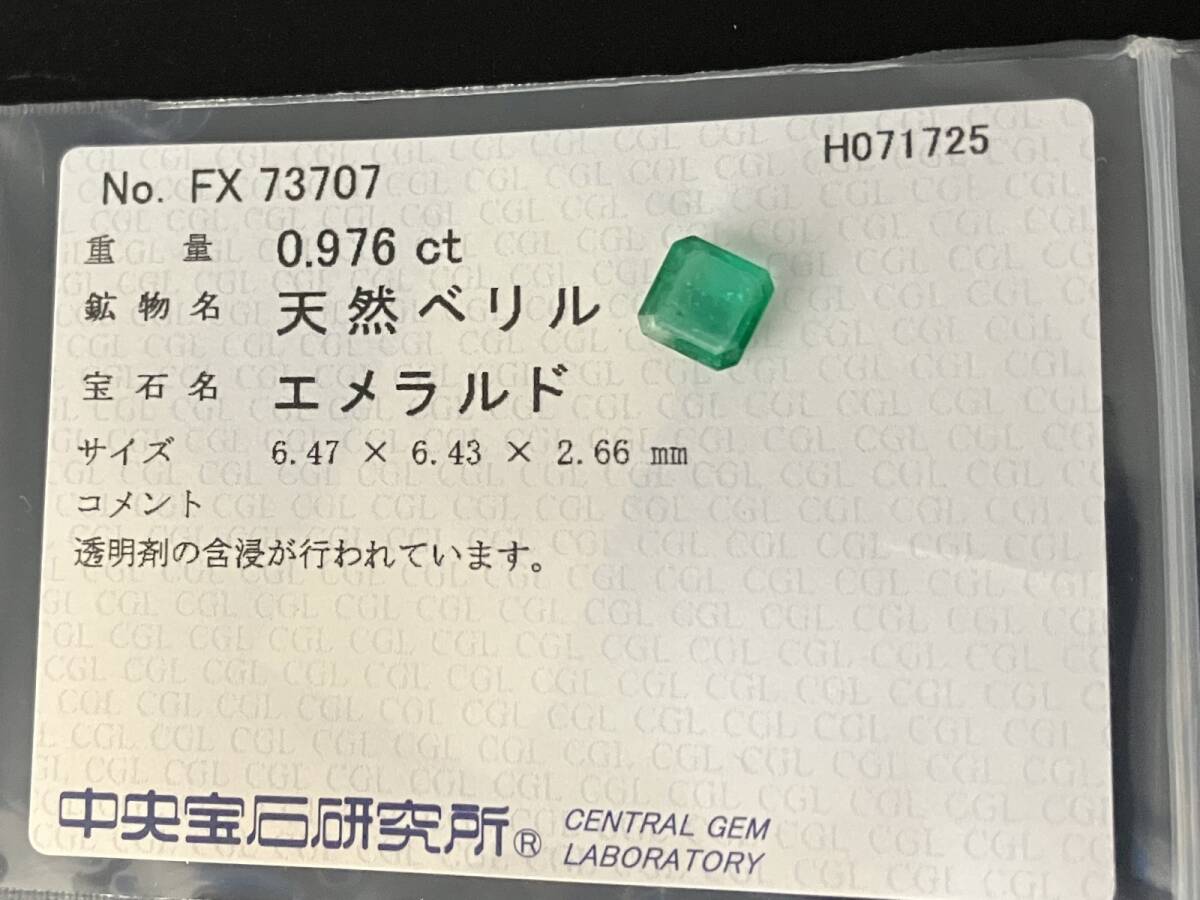 H071725
No. FX 73707
重 量 0.976 ct
鉱物名 天然ベリル
宝石名 エメラルド
サイズ 6.47 × 6.43 × 2.66 mm
コメント
透明剤の含浸が行われています。
中央宝石研究所® CENTRAL GEM
LABORATORY